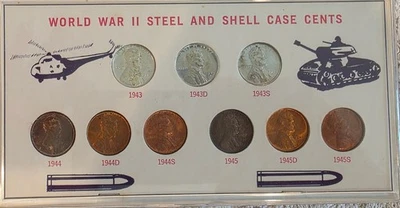 WORLD WAR II STEEL AND SHELL CASE CENTS
1943 1943D 1943S
1944 1944D 1944S 1945 1945D 1945S